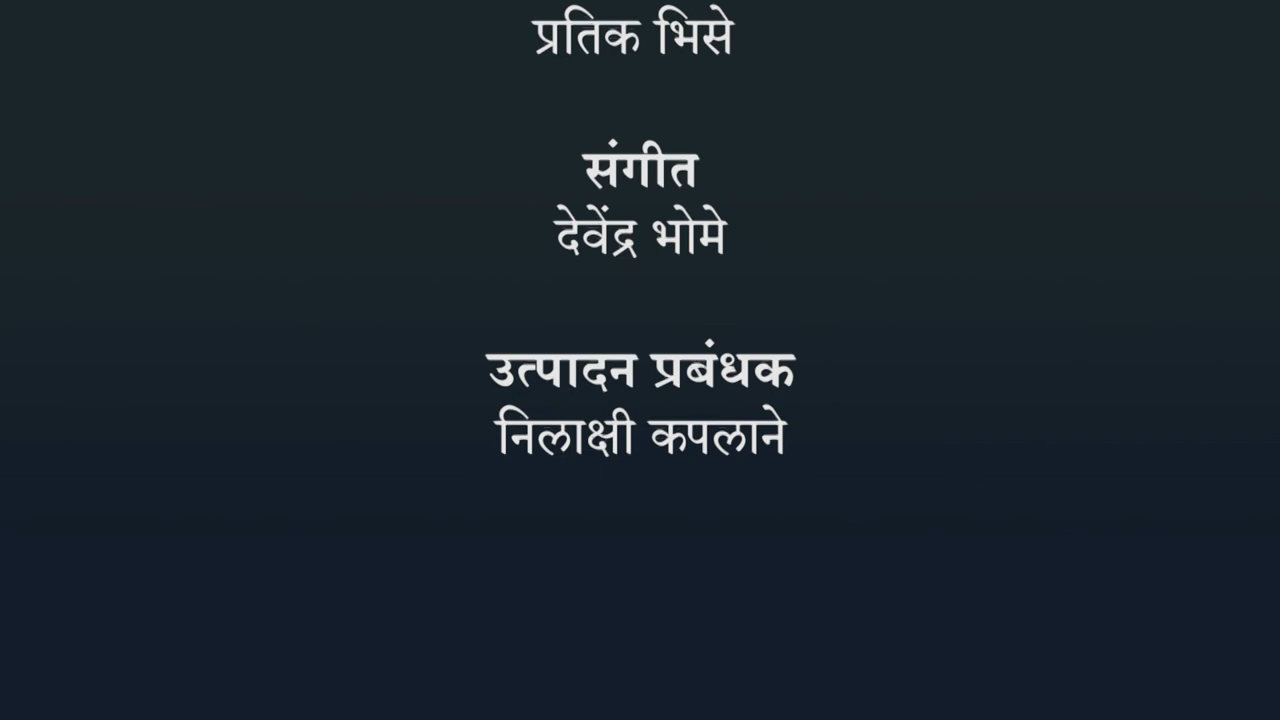 प्रतिक भिसे
संगीत
देवेंद्र भोमे
उत्पादन प्रबंधक
निलाक्षी कपलाने